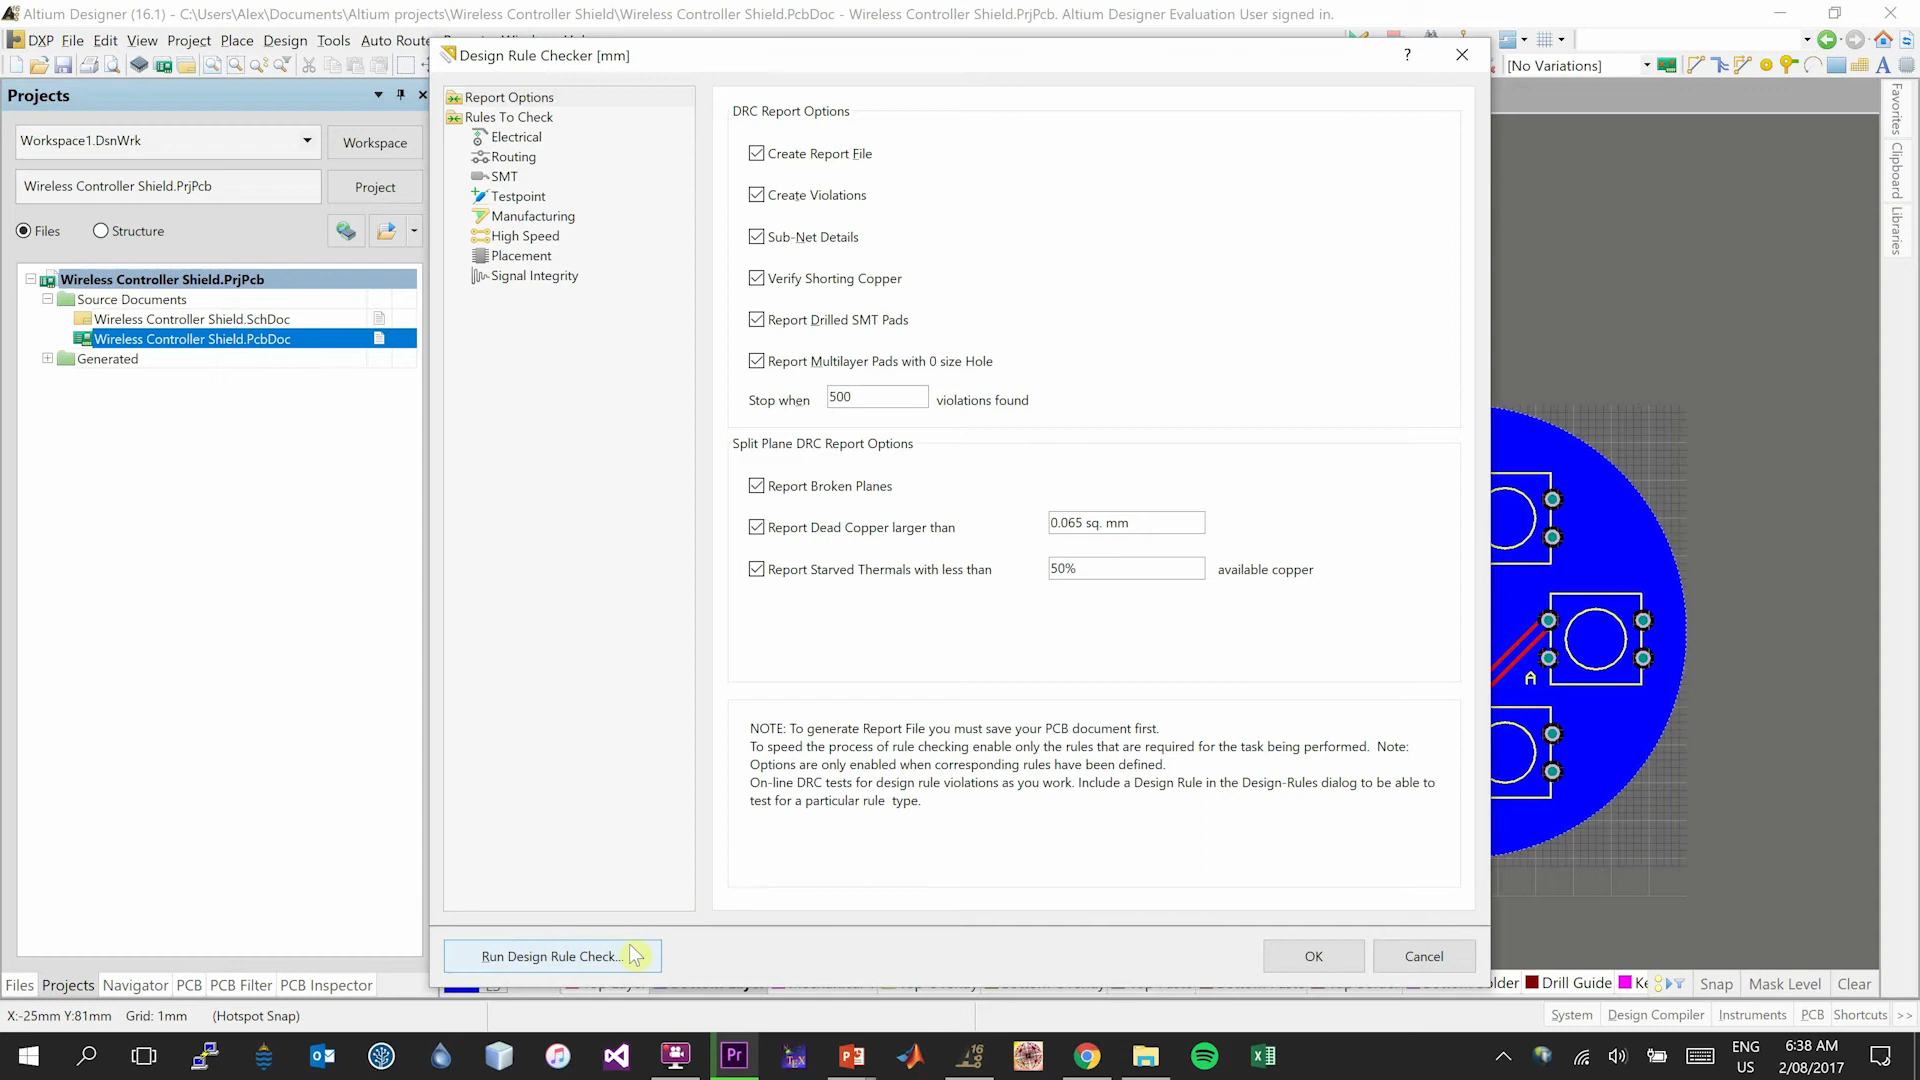 Altium Designer (16.1) - C:\Users\Alex\Documents\Altium projects\Wireless Controller Shield\Wireless Controller Shield.PcbDoc - Wireless Controller Shield.PrjPcb. Altium Designer Evaluation User signed in.
DXP File Edit View Project Place Design Tools Auto Route
[No Variations]
Projects
Workspace1.DsnWrk
Workspace
Wireless Controller Shield.PrjPcb
Project
Files
Structure
Wireless Controller Shield.PrjPcb
Source Documents
Wireless Controller Shield.SchDoc
Wireless Controller Shield.PcbDoc
Generated
Design Rule Checker [mm]
Report Options
Rules To Check
Electrical
Routing
SMT
Testpoint
Manufacturing
High Speed
Placement
Signal Integrity
DRC Report Options
Create Report File
Create Violations
Sub-Net Details
Verify Shorting Copper
Report Drilled SMT Pads
Report Multilayer Pads with 0 size Hole
Stop when 500 violations found
Split Plane DRC Report Options
Report Broken Planes
Report Dead Copper larger than 0.065 sq. mm
Report Starved Thermals with less than 50% available copper
NOTE: To generate Report File you must save your PCB document first.
To speed the process of rule checking enable only the rules that are required for the task being performed. Note:
Options are only enabled when corresponding rules have been defined.
On-line DRC tests for design rule violations as you work. Include a Design Rule in the Design-Rules dialog to be able to
test for a particular rule type.
Run Design Rule Check...
OK
Cancel
Favorites
Clipboard
Libraries
A
Files Projects Navigator PCB PCB Filter PCB Inspector
Drill Guide
Snap Mask Level Clear
X:-25mm Y:81mm Grid: 1mm (Hotspot Snap)
System Design Compiler Instruments PCB Shortcuts >>
ENG
US
6:38 AM
2/08/2017